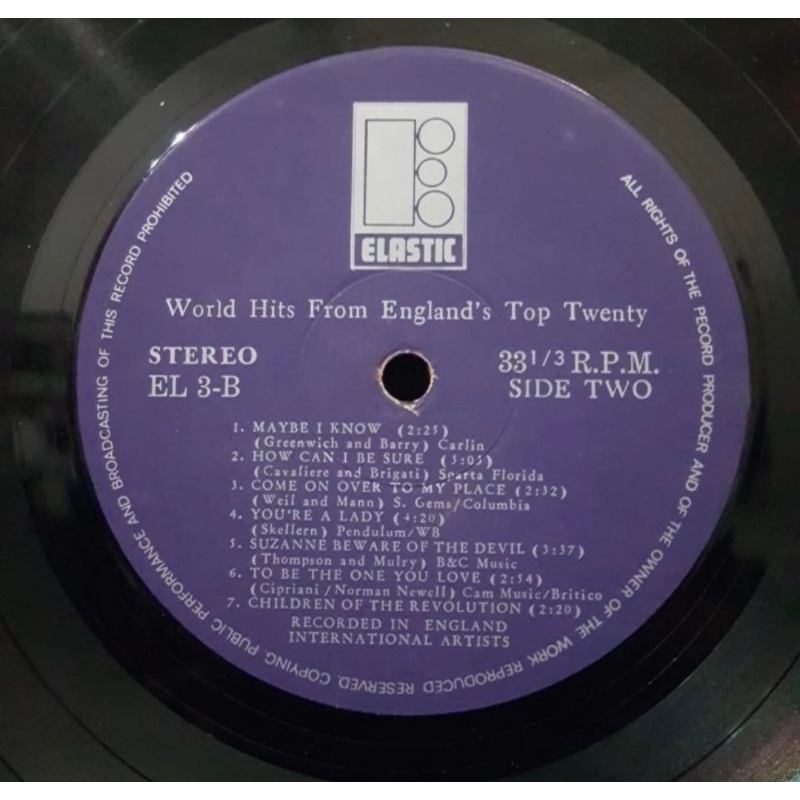 ELASTIC
World Hits From England's Top Twenty
STEREO
EL 3-B
33 1/3 R.P.M.
SIDE TWO
1. MAYBE I KNOW (2:25)
(Greenwich and Barry) Carlin
2. HOW CAN I BE SURE (3:05)
(Cavaliere and Brigati) Sparta Florida
3. COME ON OVER TO MY PLACE (2:32)
(Weil and Mann) S. Gems/Columbia
4. YOU'RE A LADY (4:20)
(Skellern) Pendulum/WB
5. SUZANNE BEWARE OF THE DEVIL (3:37)
(Thompson and Mulry) B&C Music
6. TO BE THE ONE YOU LOVE (2:54)
(Cipriani/Norman Newell) Cam Music/Britico
7. CHILDREN OF THE REVOLUTION (2:20)
RECORDED IN ENGLAND
INTERNATIONAL ARTISTS
ALL RIGHTS OF THE PECORD PRODUCER AND OF THE OWNER OF THE WORK REPRODUCED RESERVED. COPYING PUBLIC PERFORMANCE AND BROADCASTING OF THIS RECORD PROHIBITED